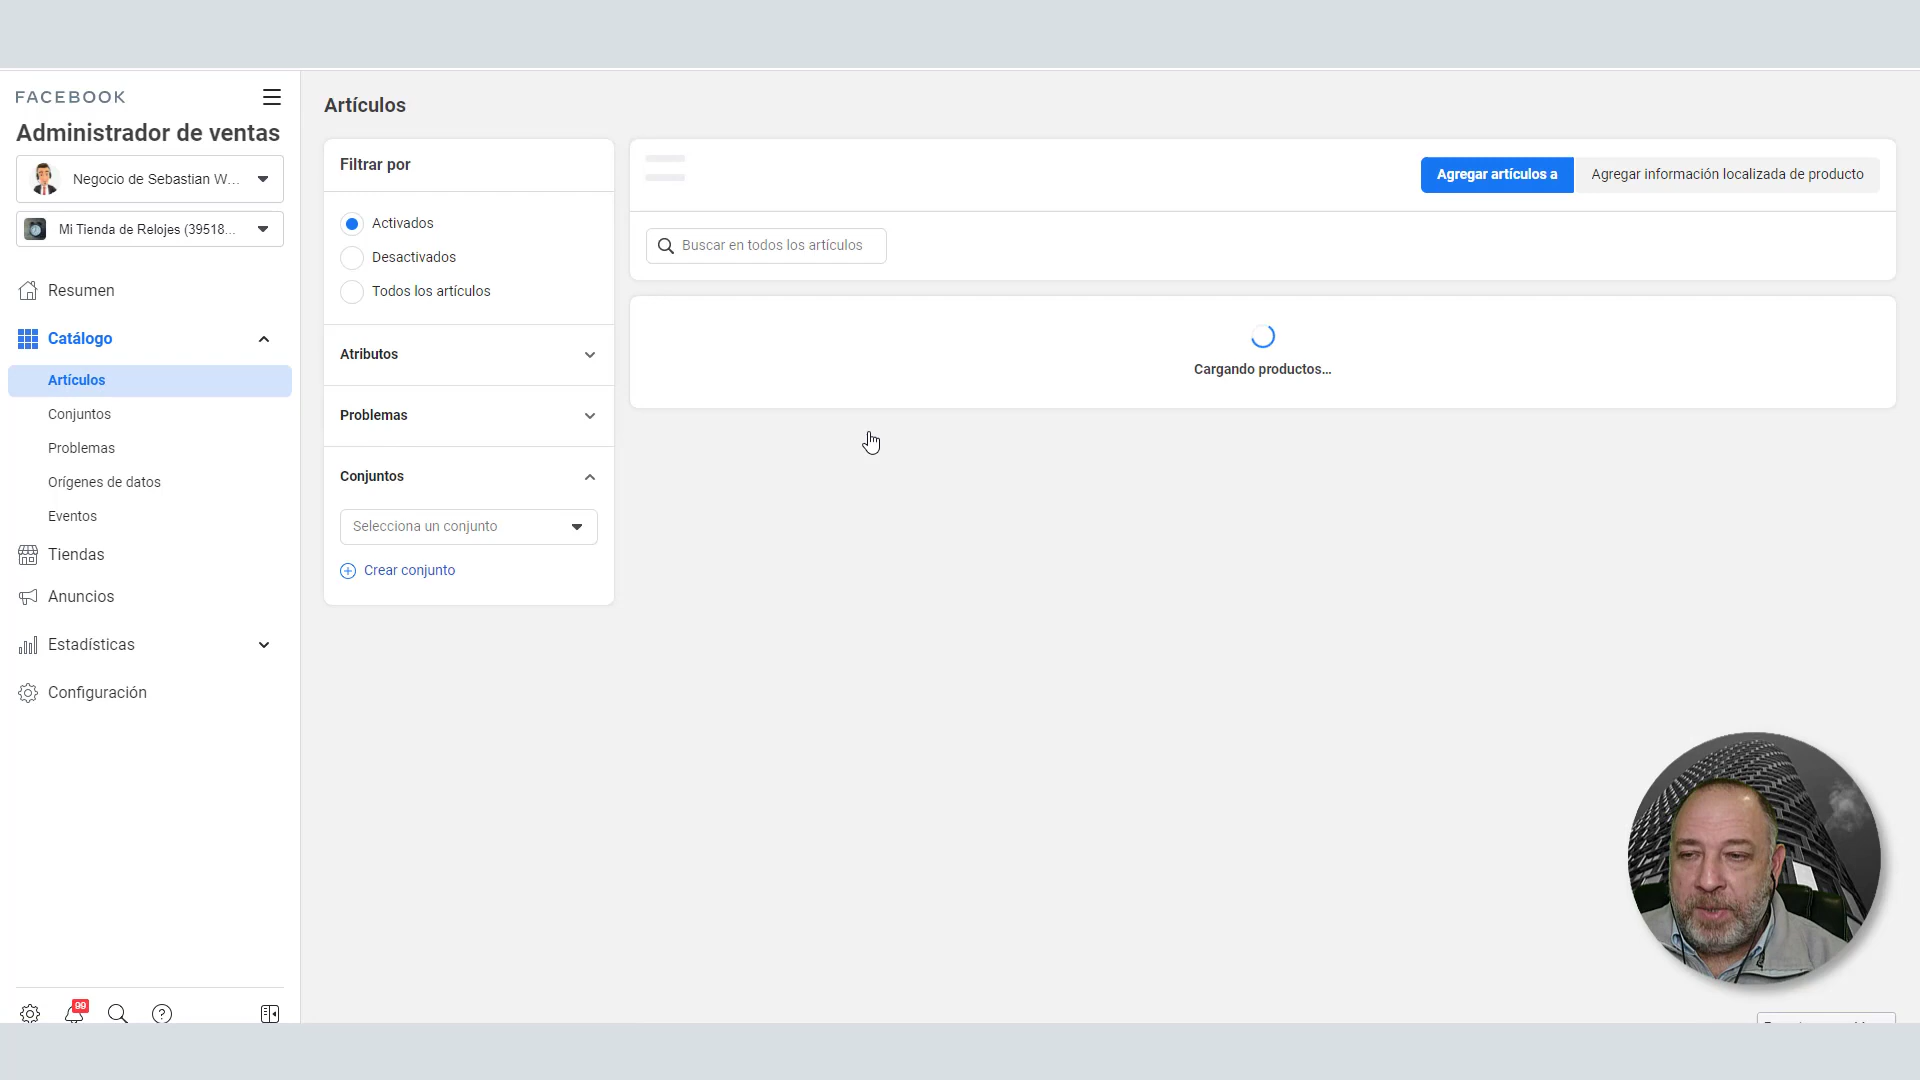 FACEBOOK
Administrador de ventas
Negocio de Sebastian W...
Mi Tienda de Relojes (39518...
Resumen
Catálogo
Artículos
Conjuntos
Problemas
Orígenes de datos
Eventos
Tiendas
Anuncios
Estadísticas
Configuración
99
Artículos
Filtrar por
Activados
Desactivados
Todos los artículos
Atributos
Problemas
Conjuntos
Selecciona un conjunto
Crear conjunto
Agregar artículos a
Agregar información localizada de producto
Buscar en todos los artículos
Cargando productos...